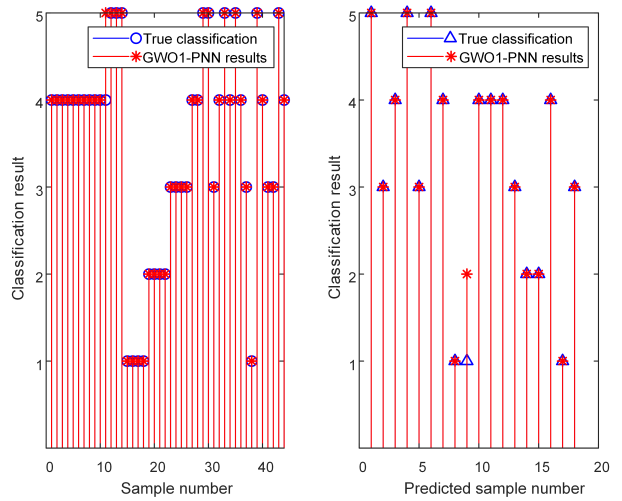 5
4
3
2
1
0
10
20
30
40
Sample number
Classification result
True classification
GWO1-PNN results
5
4
3
2
1
0
5
10
15
20
Predicted sample number
Classification result
True classification
GWO1-PNN results